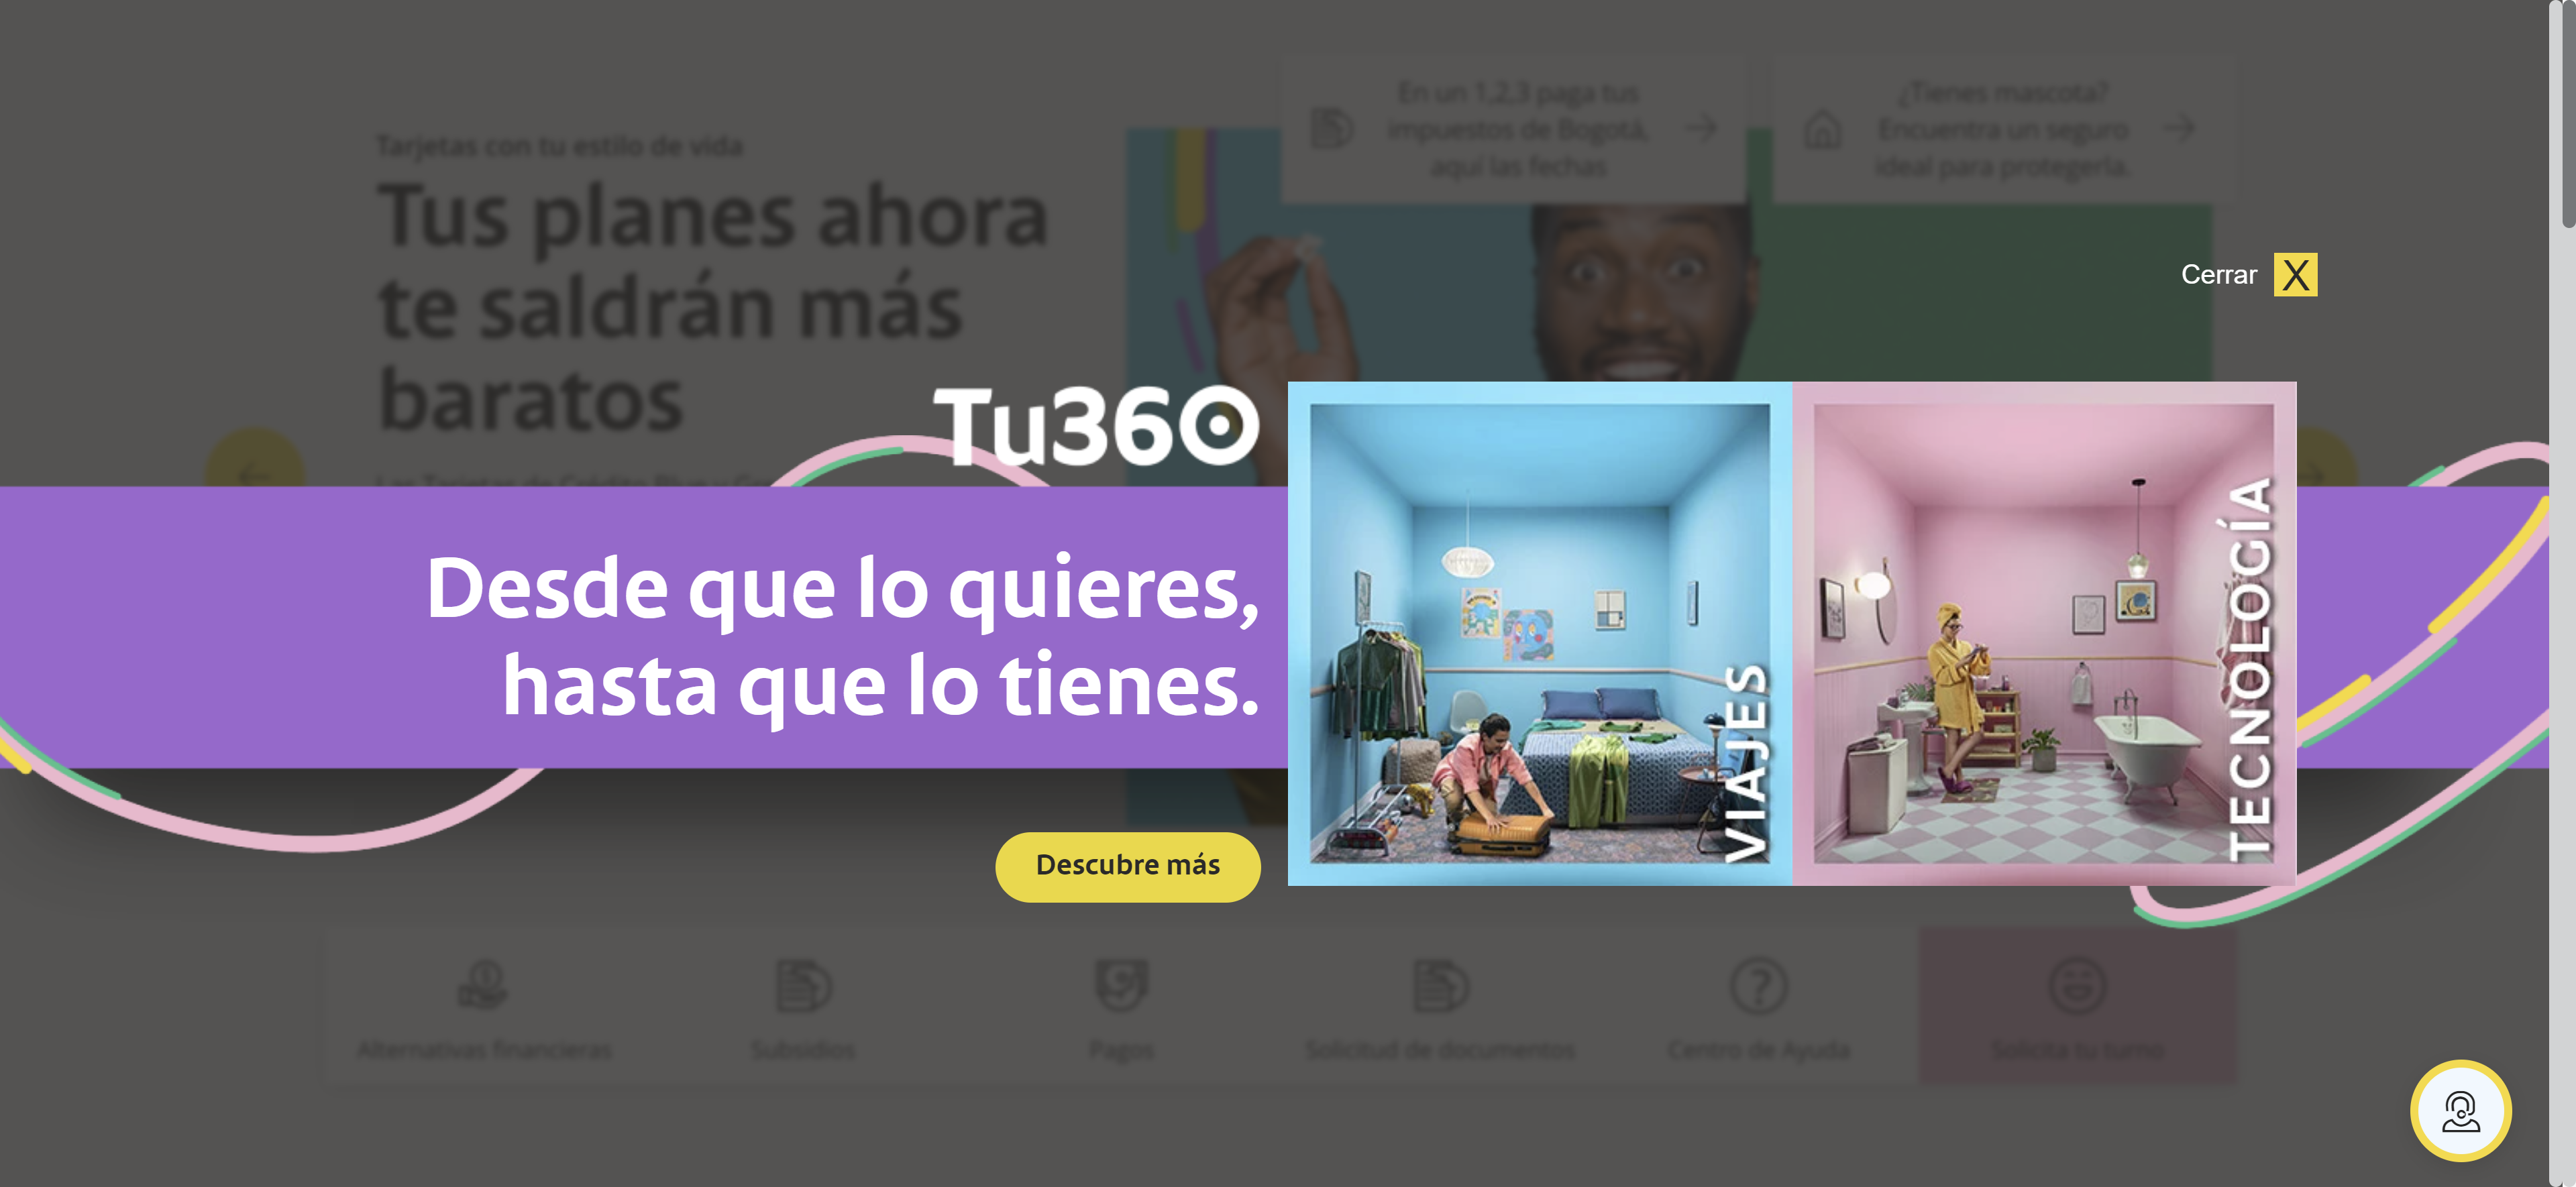 En un 1,2,3 paga tus
impuestos de Bogotá,
aquí las fechas
¿Tienes mascota?
Encuentra un seguro
ideal para protegerla.
Tarjetas con tu estilo de vida
Tus planes ahora
te saldrán más
baratos
Cerrar X
Tu360
Desde que lo quieres,
hasta que lo tienes.
VIAJES
TECNOLOGÍA
Descubre más
Alternativas financieras
Subsidios
Pagos
Solicitud de documentos
Centro de Ayuda
Solicita tu turno